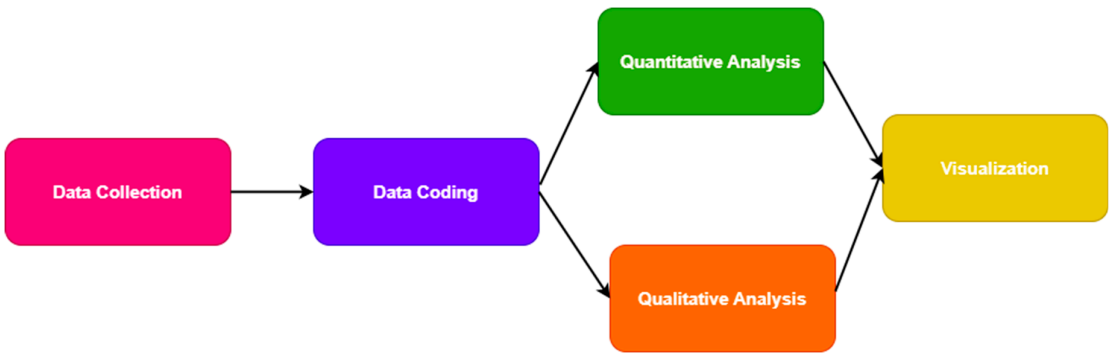 Data Collection
Data Coding
Quantitative Analysis
Qualitative Analysis
Visualization